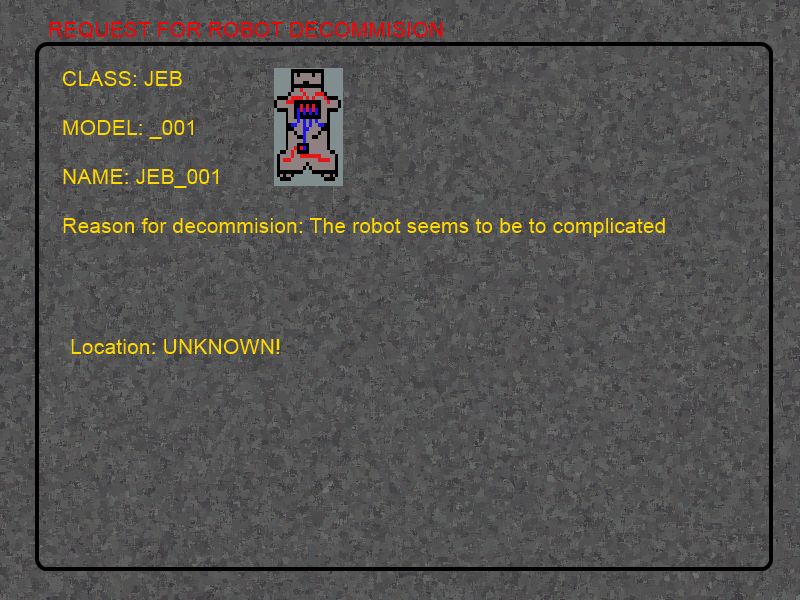 REQUEST FOR ROBOT DECOMMISION
CLASS: JEB
MODEL: _001
NAME: JEB_001
Reason for decommision: The robot seems to be to complicated
Location: UNKNOWN!